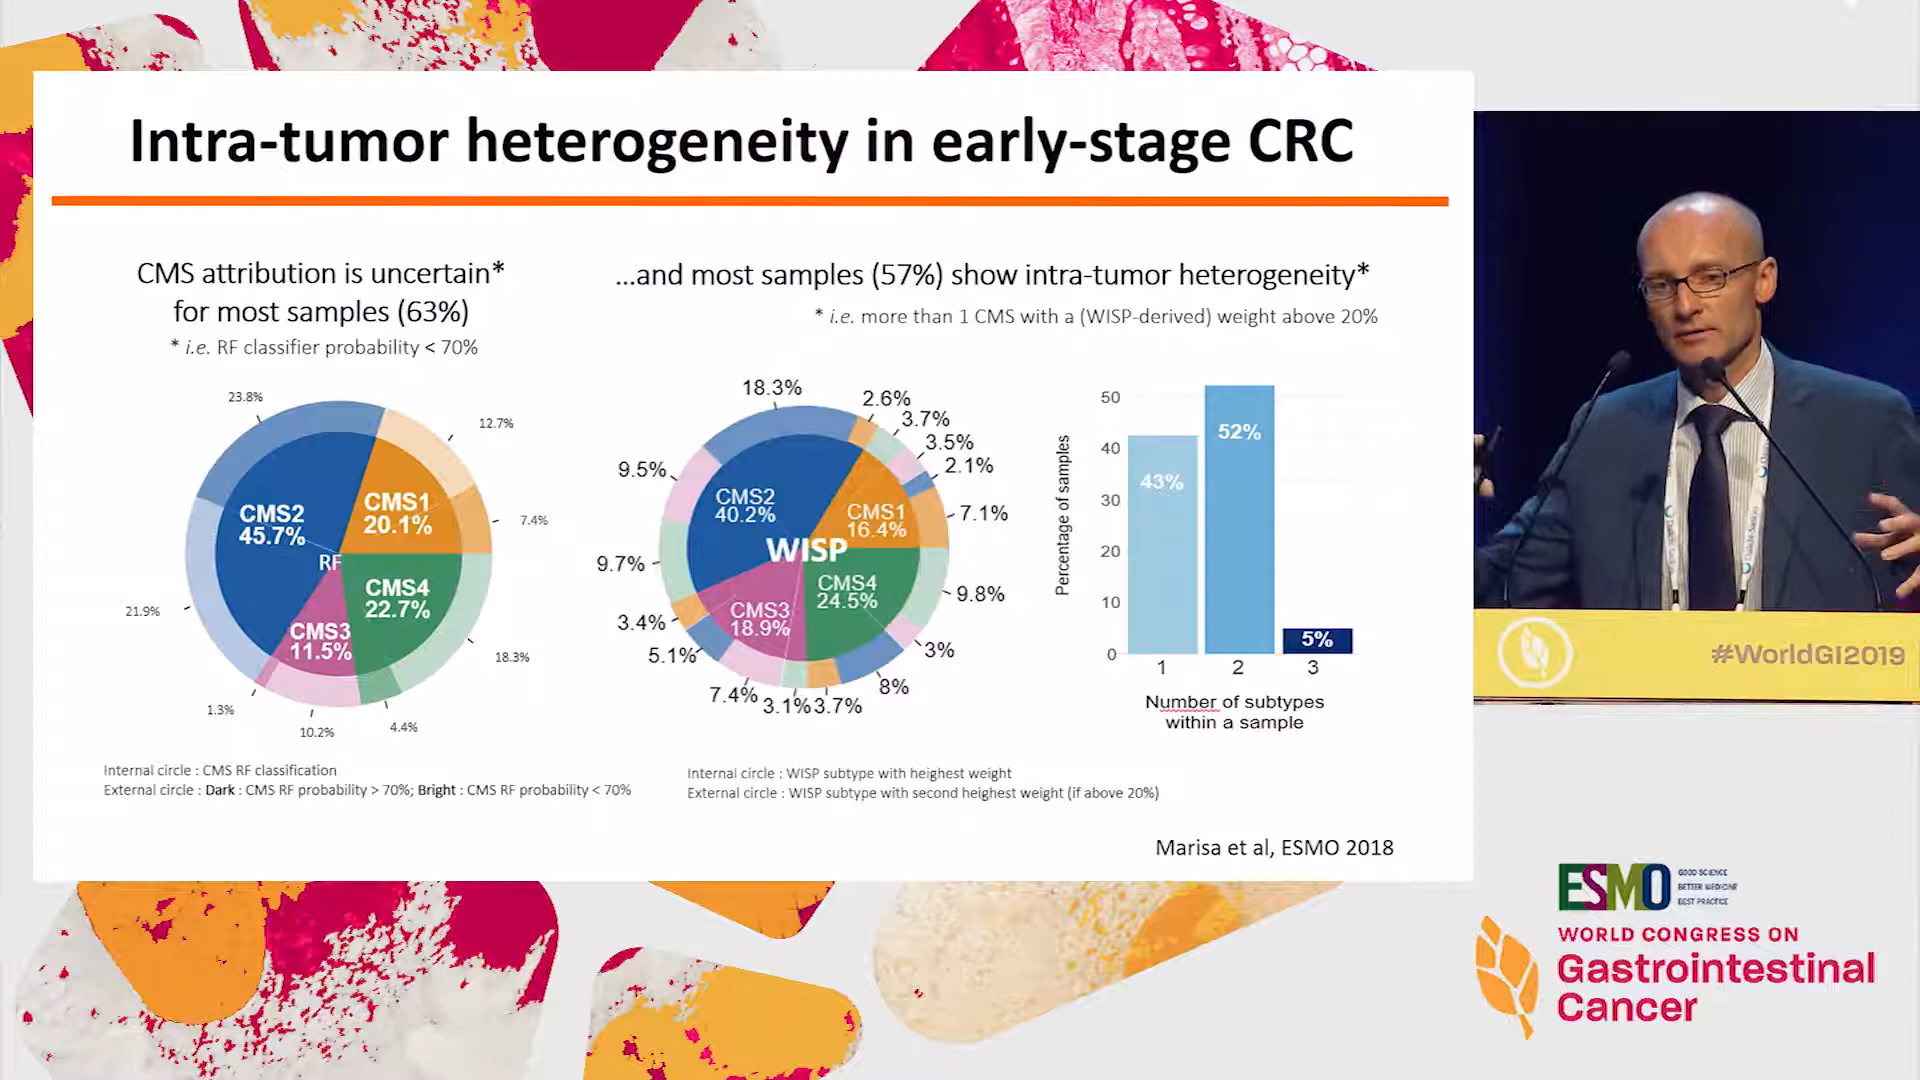 Intra-tumor heterogeneity in early-stage CRC
CMS attribution is uncertain*
for most samples (63%)
* i.e. RF classifier probability < 70%
...and most samples (57%) show intra-tumor heterogeneity*
* i.e. more than 1 CMS with a (WISP-derived) weight above 20%
23.8%
12.7%
7.4%
18.3%
4.4%
10.2%
1.3%
21.9%
CMS2
45.7%
CMS1
20.1%
RF
CMS4
22.7%
CMS3
11.5%
18.3%
2.6%
3.7%
3.5%
2.1%
7.1%
9.8%
3%
8%
3.7%
3.1%
7.4%
5.1%
3.4%
9.7%
9.5%
CMS2
40.2%
CMS1
16.4%
WISP
CMS4
24.5%
CMS3
18.9%
Percentage of samples
50
40
30
20
10
0
43%
52%
5%
1
2
3
Number of subtypes
within a sample
Internal circle : CMS RF classification
External circle : Dark : CMS RF probability > 70%; Bright : CMS RF probability < 70%
Internal circle : WISP subtype with heighest weight
External circle : WISP subtype with second heighest weight (if above 20%)
Marisa et al, ESMO 2018
#WorldGI2019
ESMO
GOOD SCIENCE
BETTER MEDICINE
BEST PRACTICE
WORLD CONGRESS ON
Gastrointestinal
Cancer